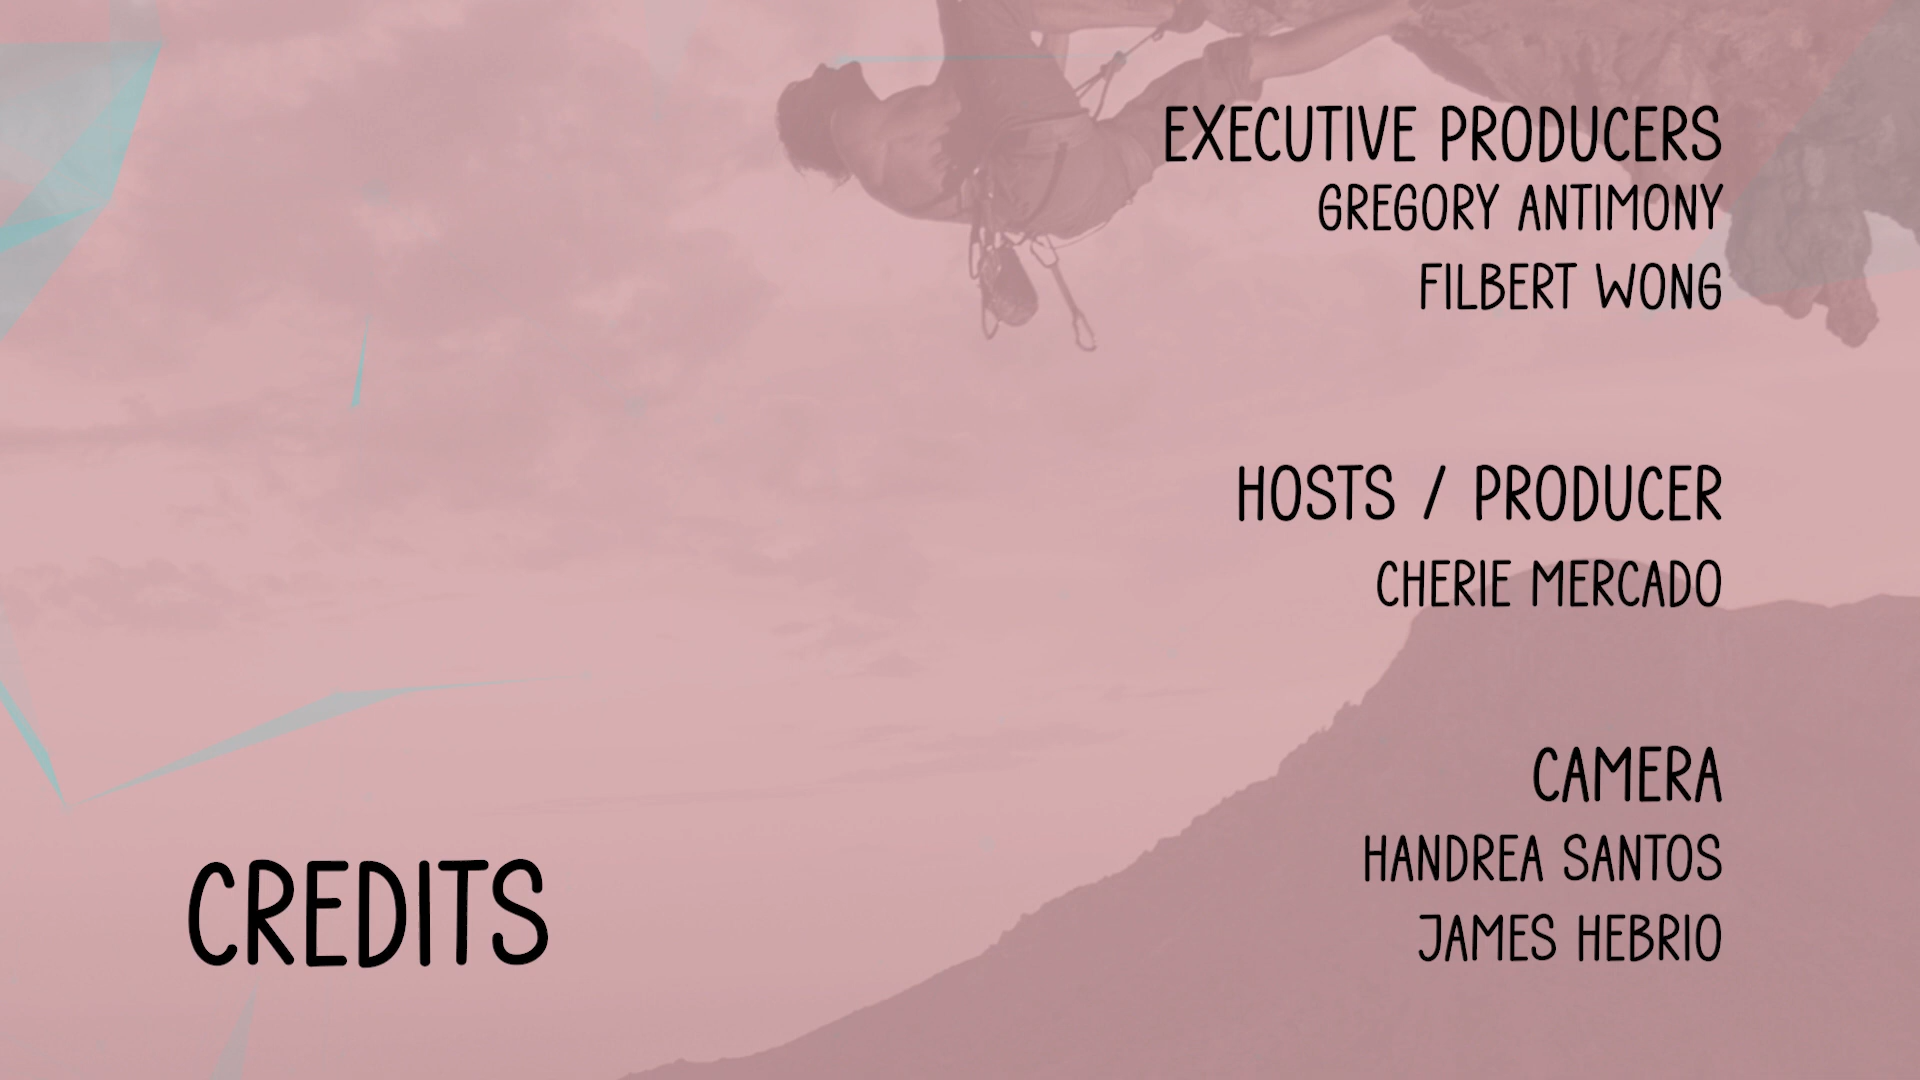 EXECUTIVE PRODUCERS
GREGORY ANTIMONY
FILBERT WONG
HOSTS / PRODUCER
CHERIE MERCADO
CAMERA
HANDREA SANTOS
JAMES HEBRIO
CREDITS